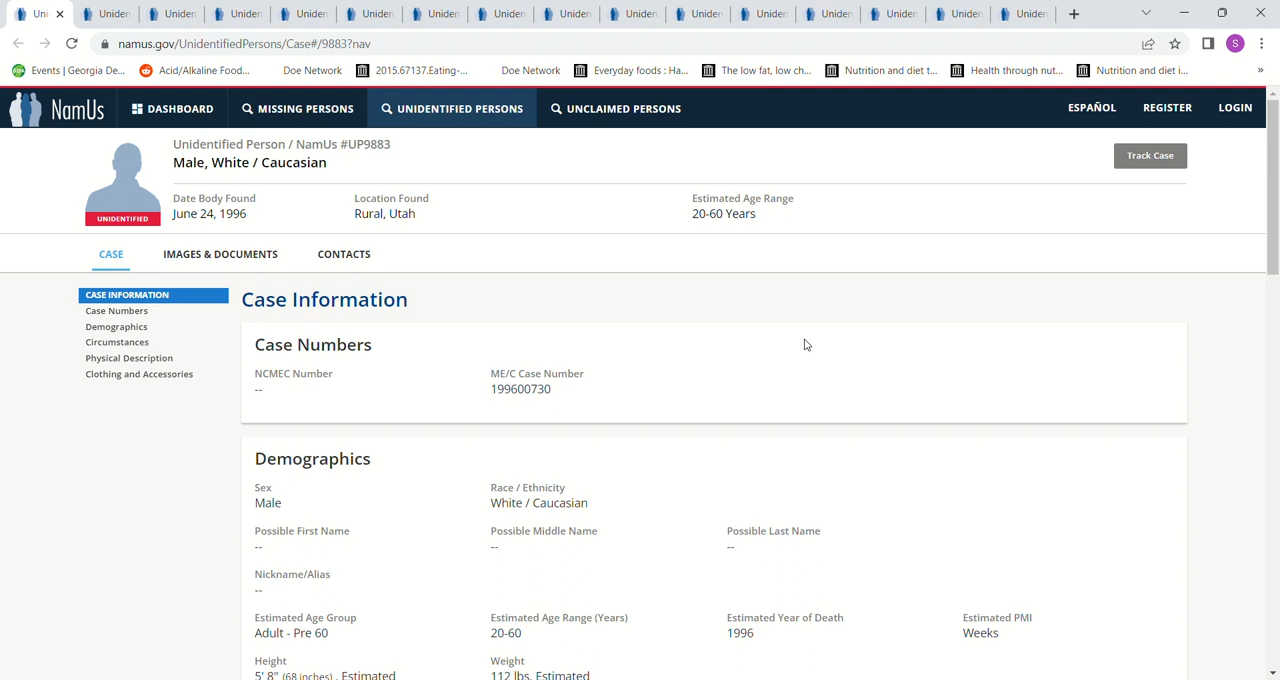 Uni Uniden Uniden Uniden Uniden Uniden Uniden Uniden Uniden Uniden Uniden Uniden Uniden Uniden Uniden Uniden
namus.gov/UnidentifiedPersons/Case#/9883?nav
S
Events | Georgia De... Acid/Alkaline Food... Doe Network 2015.67137.Eating-... Doe Network Everyday foods : Ha... The low fat, low ch... Nutrition and diet t... Health through nut... Nutrition and diet i... »
NamUs DASHBOARD MISSING PERSONS UNIDENTIFIED PERSONS UNCLAIMED PERSONS ESPAÑOL REGISTER LOGIN
Unidentified Person / NamUs #UP9883
Male, White / Caucasian
Track Case
Date Body Found Location Found Estimated Age Range
June 24, 1996 Rural, Utah 20-60 Years
UNIDENTIFIED
CASE IMAGES & DOCUMENTS CONTACTS
CASE INFORMATION
Case Numbers
Demographics
Circumstances
Physical Description
Clothing and Accessories
Case Information
Case Numbers
NCMEC Number ME/C Case Number
-- 199600730
Demographics
Sex Race / Ethnicity
Male White / Caucasian
Possible First Name Possible Middle Name Possible Last Name
-- -- --
Nickname/Alias
--
Estimated Age Group Estimated Age Range (Years) Estimated Year of Death Estimated PMI
Adult - Pre 60 20-60 1996 Weeks
Height Weight
5' 8" (68 inches) , Estimated 112 lbs, Estimated